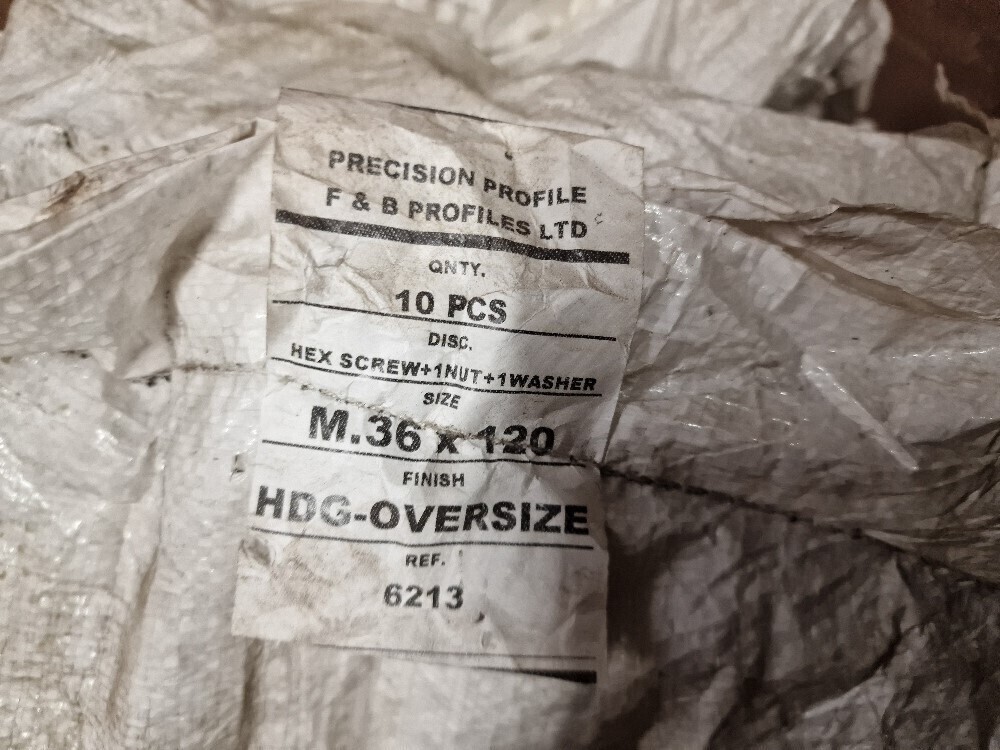 PRECISION PROFILE
F & B PROFILES LTD
QNTY.
10 PCS
DISC.
HEX SCREW+1NUT+1WASHER
SIZE
M.36 x 120
FINISH
HDG-OVERSIZE
REF.
6213